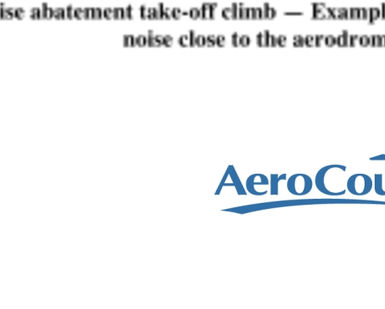 ise abatement take-off climb — Exampl
noise close to the aerodrom
AeroCou